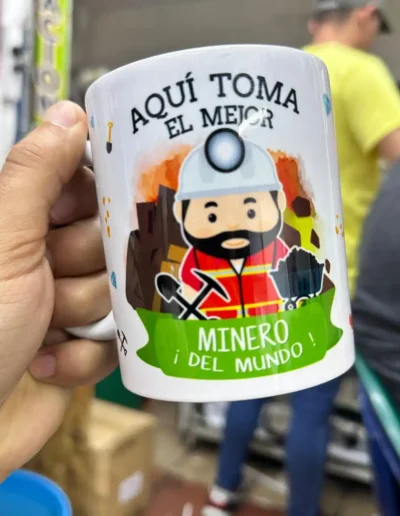 AQUÍ TOMA
EL MEJOR
MINERO
¡ DEL MUNDO !